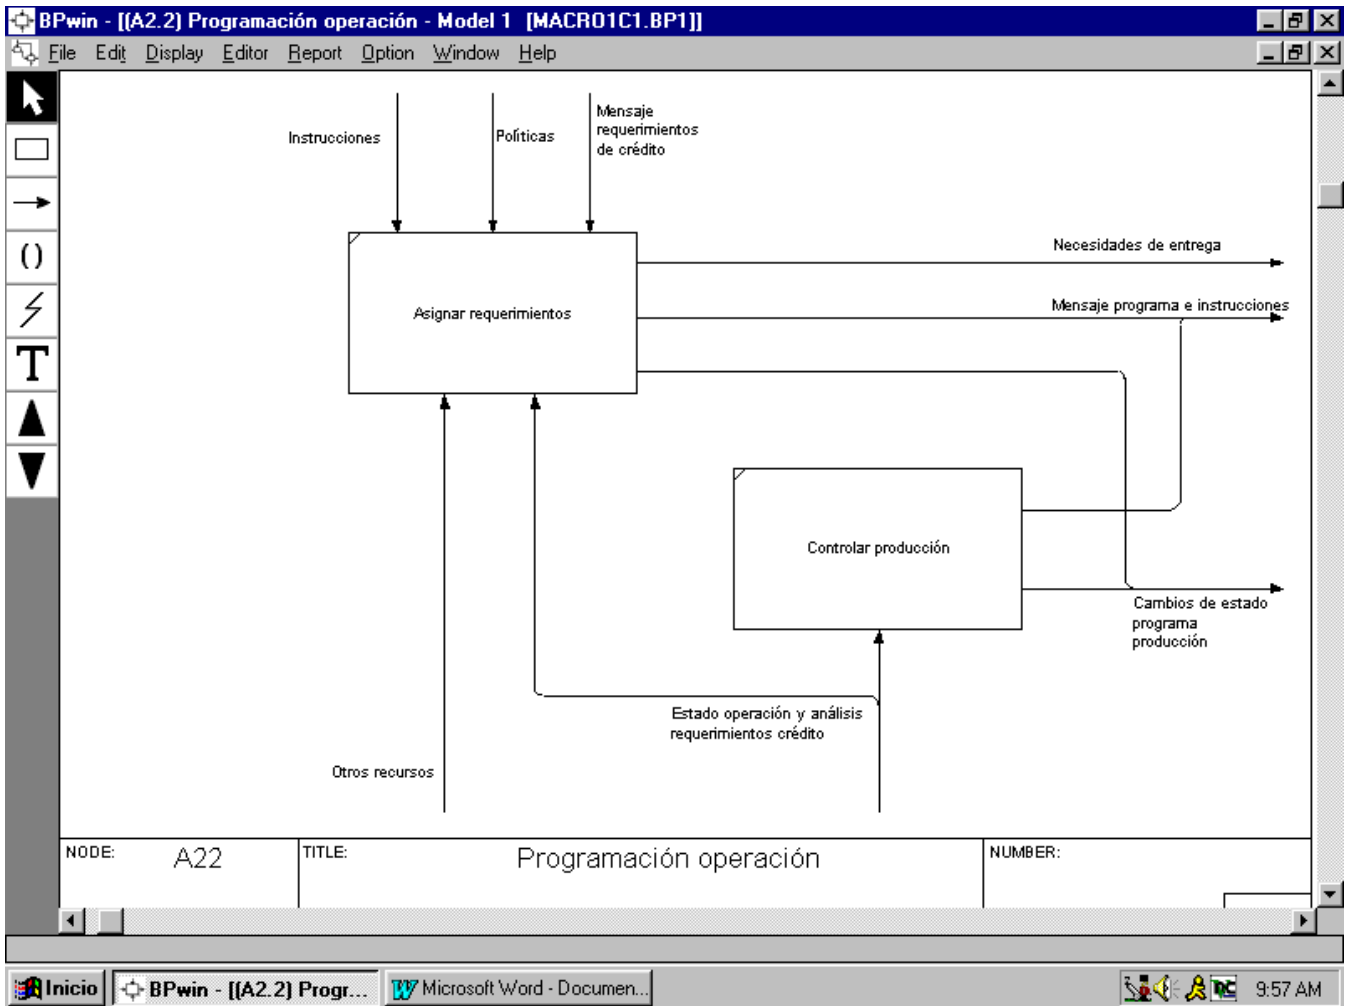 BPwin - [(A2.2) Programación operación - Model 1  [MACRO1C1.BP1]]
File Edit Display Editor Report Option Window Help
Instrucciones
Políticas
Mensaje
requerimientos
de crédito
Necesidades de entrega
Mensaje programa e instrucciones
Asignar requerimientos
Controlar producción
Cambios de estado
programa
producción
Estado operación y análisis
requerimientos crédito
Otros recursos
NODE: A22 TITLE: Programación operación NUMBER:
Inicio BPwin - [(A2.2) Progr... Microsoft Word - Documen... 9:57 AM